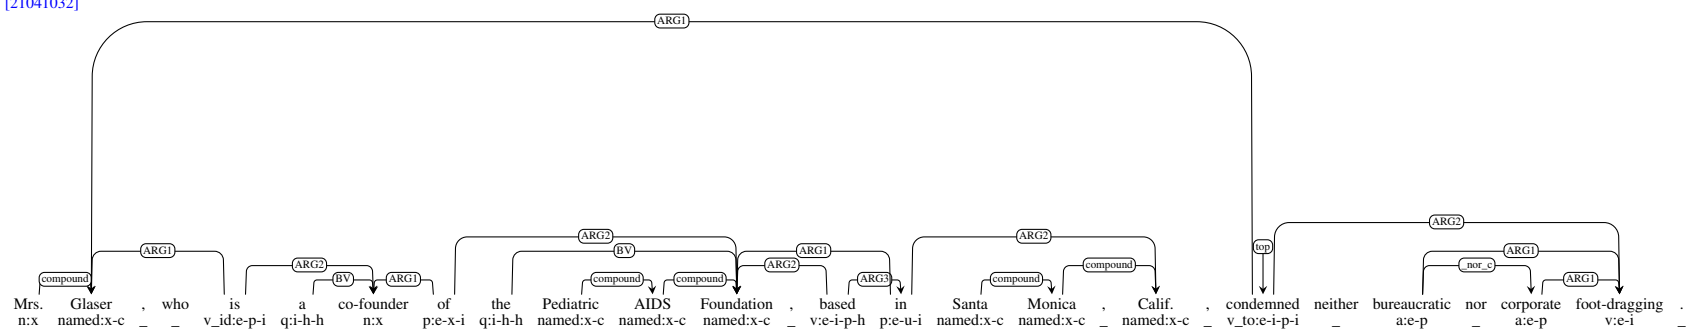 [21041032]
ARG1
ARG2
top
ARG2 BV ARG1 ARG2 ARG1
ARG1 ARG2 ARG2 compound _nor_c
compound BV ARG1 compound compound ARG3 compound ARG1
Mrs. Glaser , who is a co-founder of the Pediatric AIDS Foundation , based in Santa Monica , Calif. , condemned neither bureaucratic nor corporate foot-dragging .
n:x named:x-c _ _ v_id:e-p-i q:i-h-h n:x p:e-x-i q:i-h-h named:x-c named:x-c named:x-c _ v:e-i-p-h p:e-u-i named:x-c named:x-c _ named:x-c _ v_to:e-i-p-i _ a:e-p _ a:e-p v:e-i _